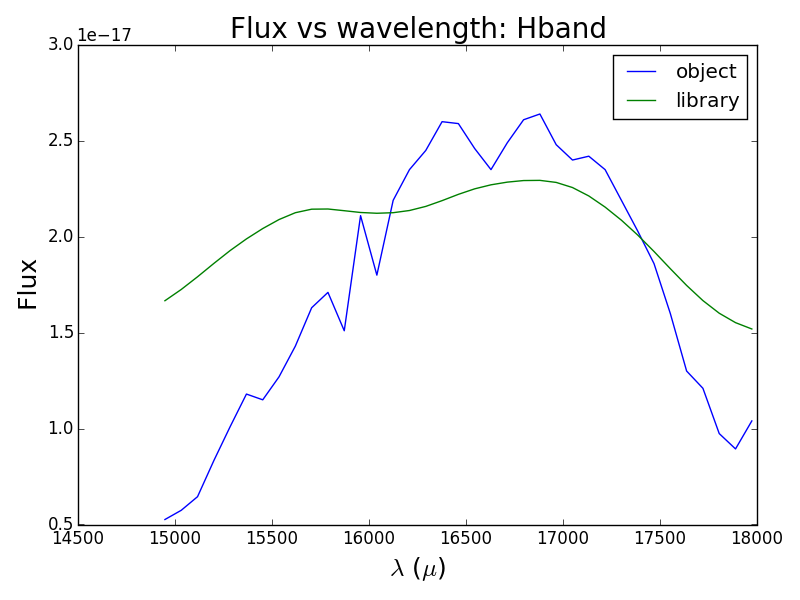 Flux vs wavelength: Hband
1e−17
object
library
3.0
2.5
2.0
1.5
1.0
0.5
Flux
14500 15000 15500 16000 16500 17000 17500 18000
λ (μ)